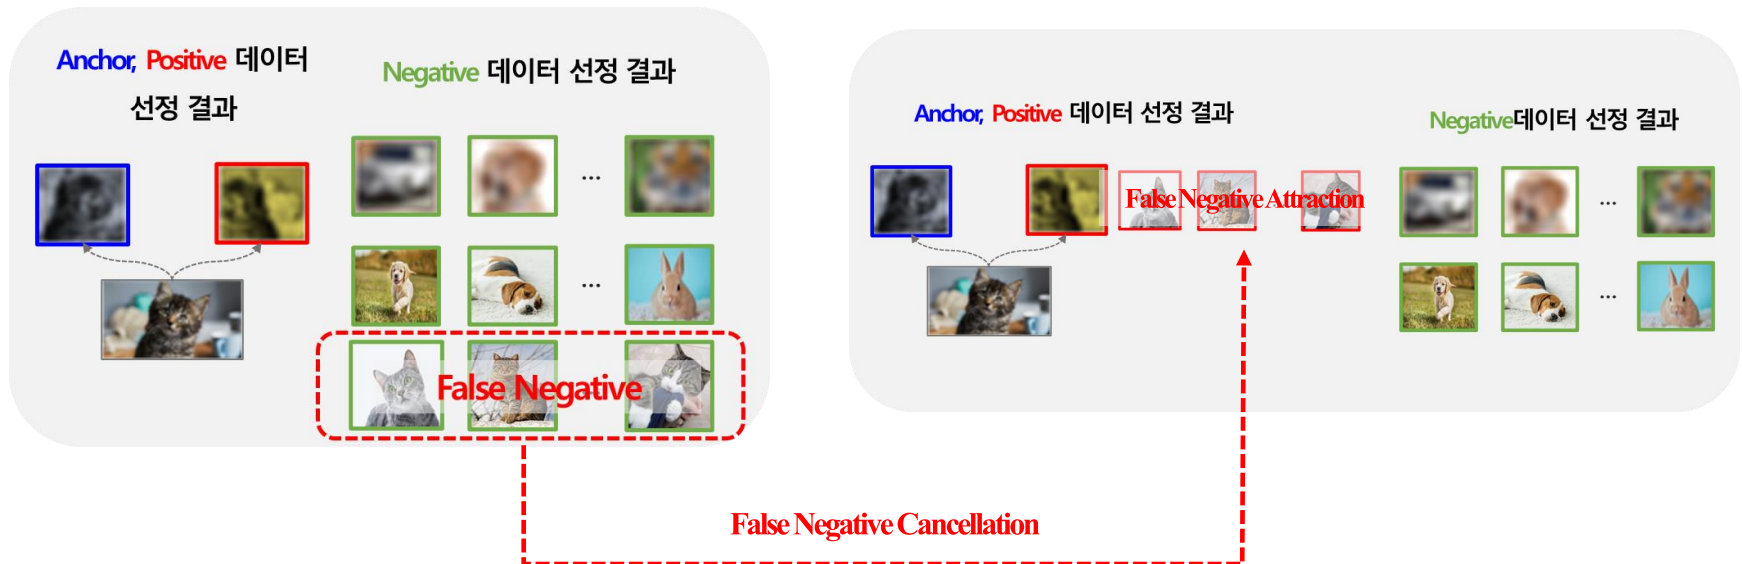 Anchor, Positive 데이터
선정 결과
Negative 데이터 선정 결과
...
...
False Negative
Anchor, Positive 데이터 선정 결과
Negative데이터 선정 결과
False Negative Attraction
...
...
False Negative Cancellation